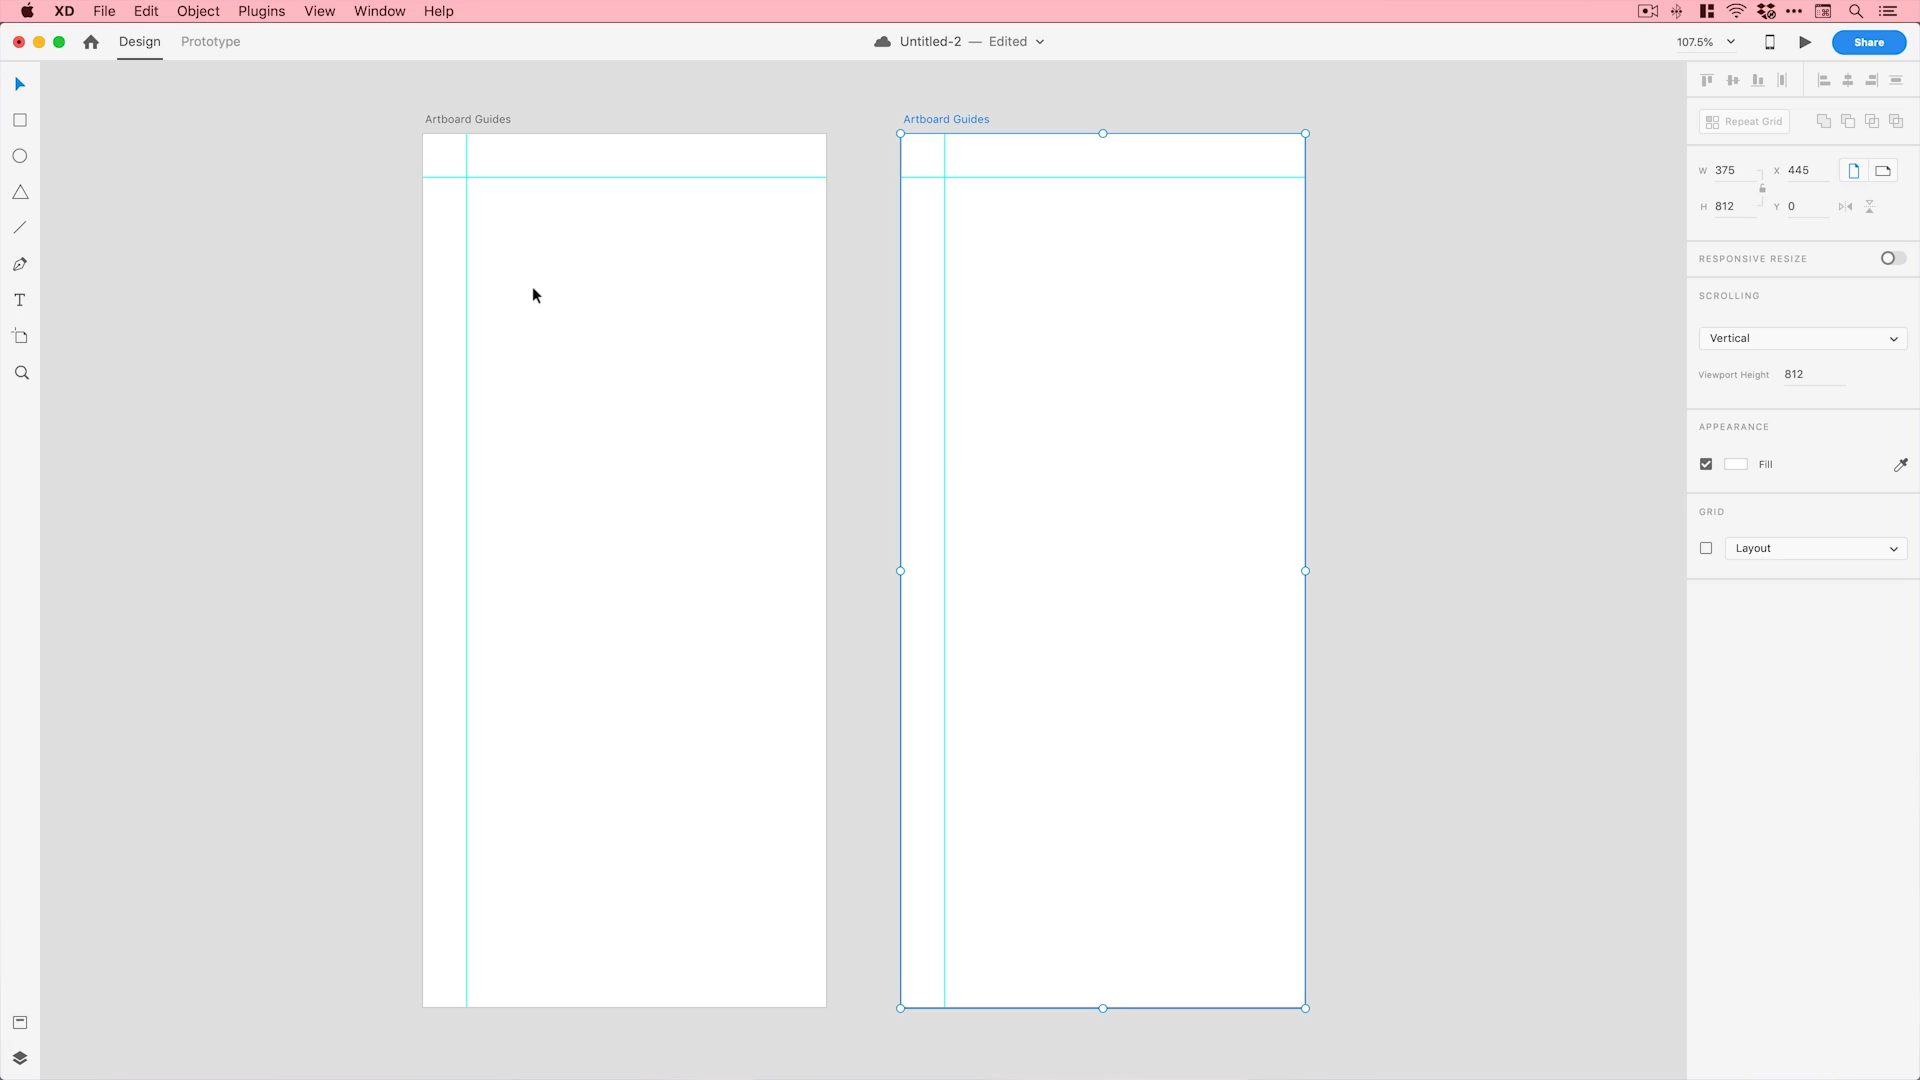 XD File Edit Object Plugins View Window Help
Design Prototype Untitled-2 — Edited 107.5% Share
Artboard Guides Artboard Guides
Repeat Grid
W 375 X 445
H 812 Y 0
RESPONSIVE RESIZE
SCROLLING
Vertical
Viewport Height 812
APPEARANCE
Fill
GRID
Layout
T